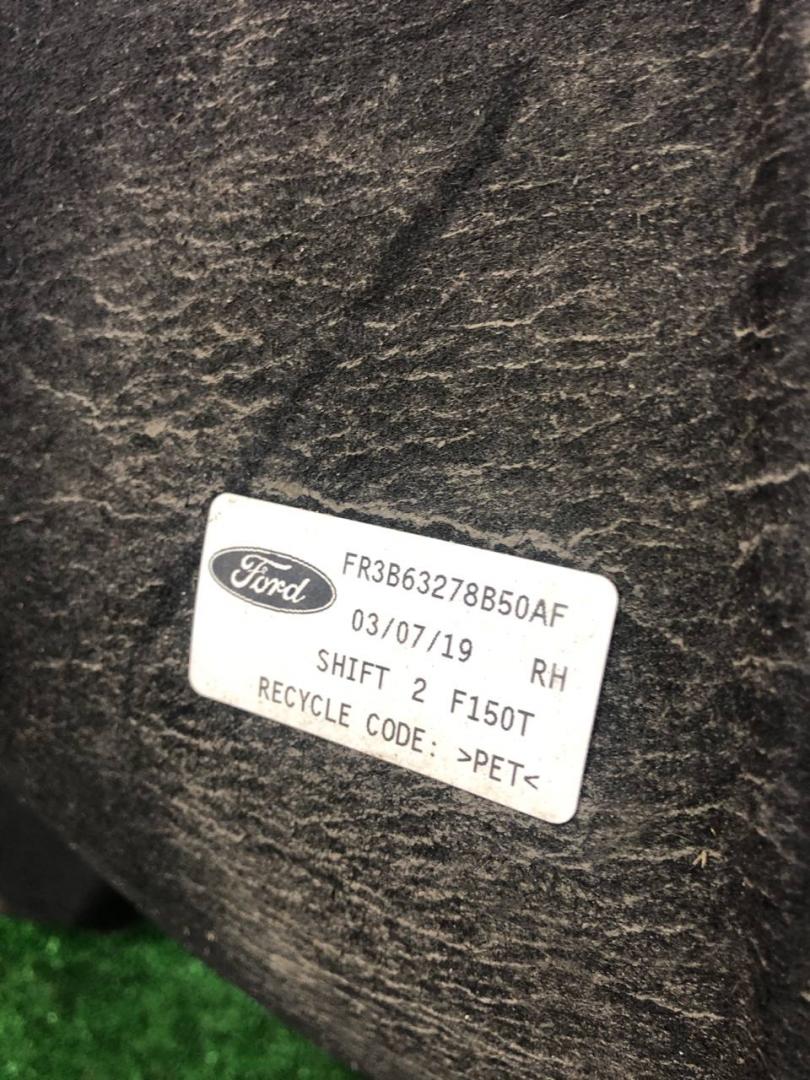 Ford
FR3B63278B50AF
03/07/19 RH
SHIFT 2 F150T
RECYCLE CODE: >PET<